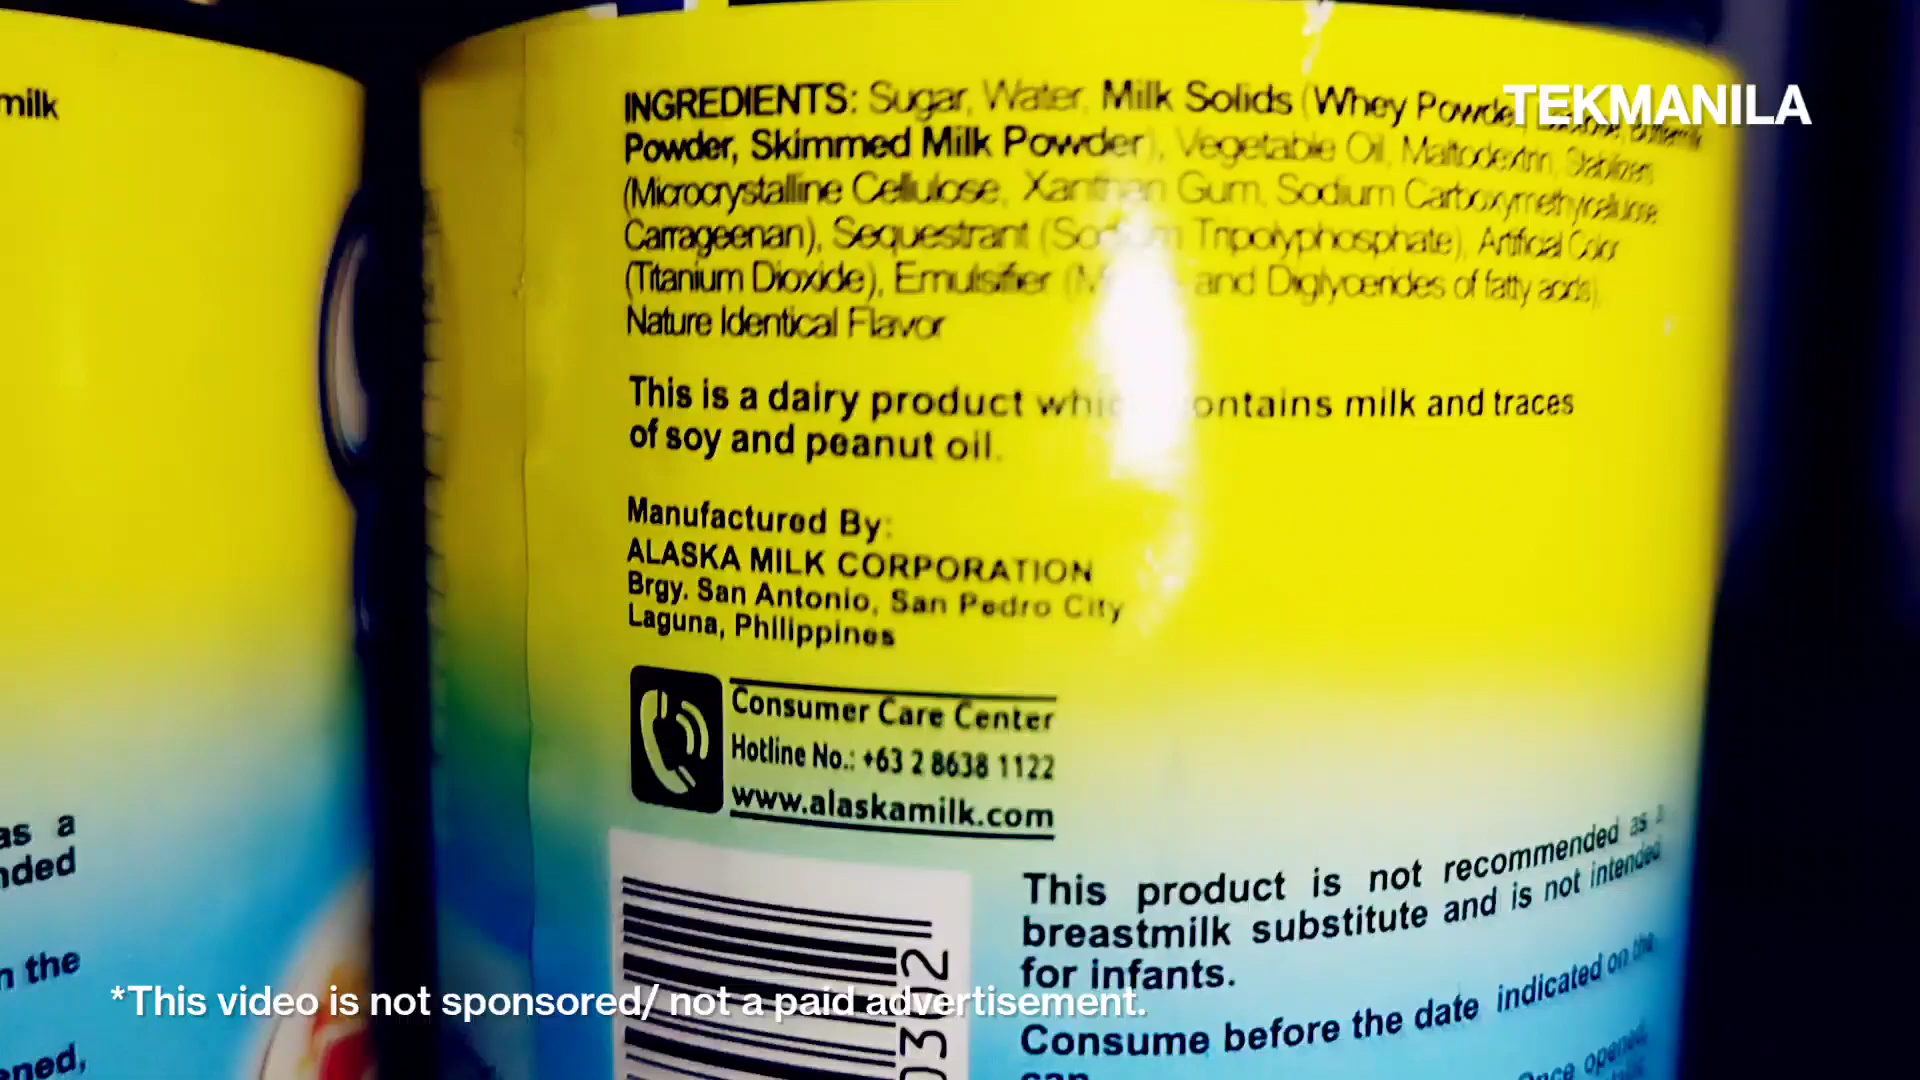 milk
as a
nded
n the
ened,
INGREDIENTS: Sugar, Water, Milk Solids (Whey Powder,
Powder, Skimmed Milk Powder), Vegetable Oil, Maltodextrin, Stabilizers
(Microcrystalline Cellulose, Xanthan Gum, Sodium Carboxymethylcellulose
Carrageenan), Sequestrant (Sodium Tripolyphosphate), Artificial Color
(Titanium Dioxide), Emulsifier (M and Diglycerides of fatty acids),
Nature Identical Flavor
This is a dairy product which contains milk and traces
of soy and peanut oil.
Manufactured By:
ALASKA MILK CORPORATION
Brgy. San Antonio, San Pedro City
Laguna, Philippines
Consumer Care Center
Hotline No.: +63 2 8638 1122
www.alaskamilk.com
This product is not recommended as a
breastmilk substitute and is not intended
for infants.
Consume before the date indicated on the
can
Once opened,
TEKMANILA
*This video is not sponsored/ not a paid advertisement.